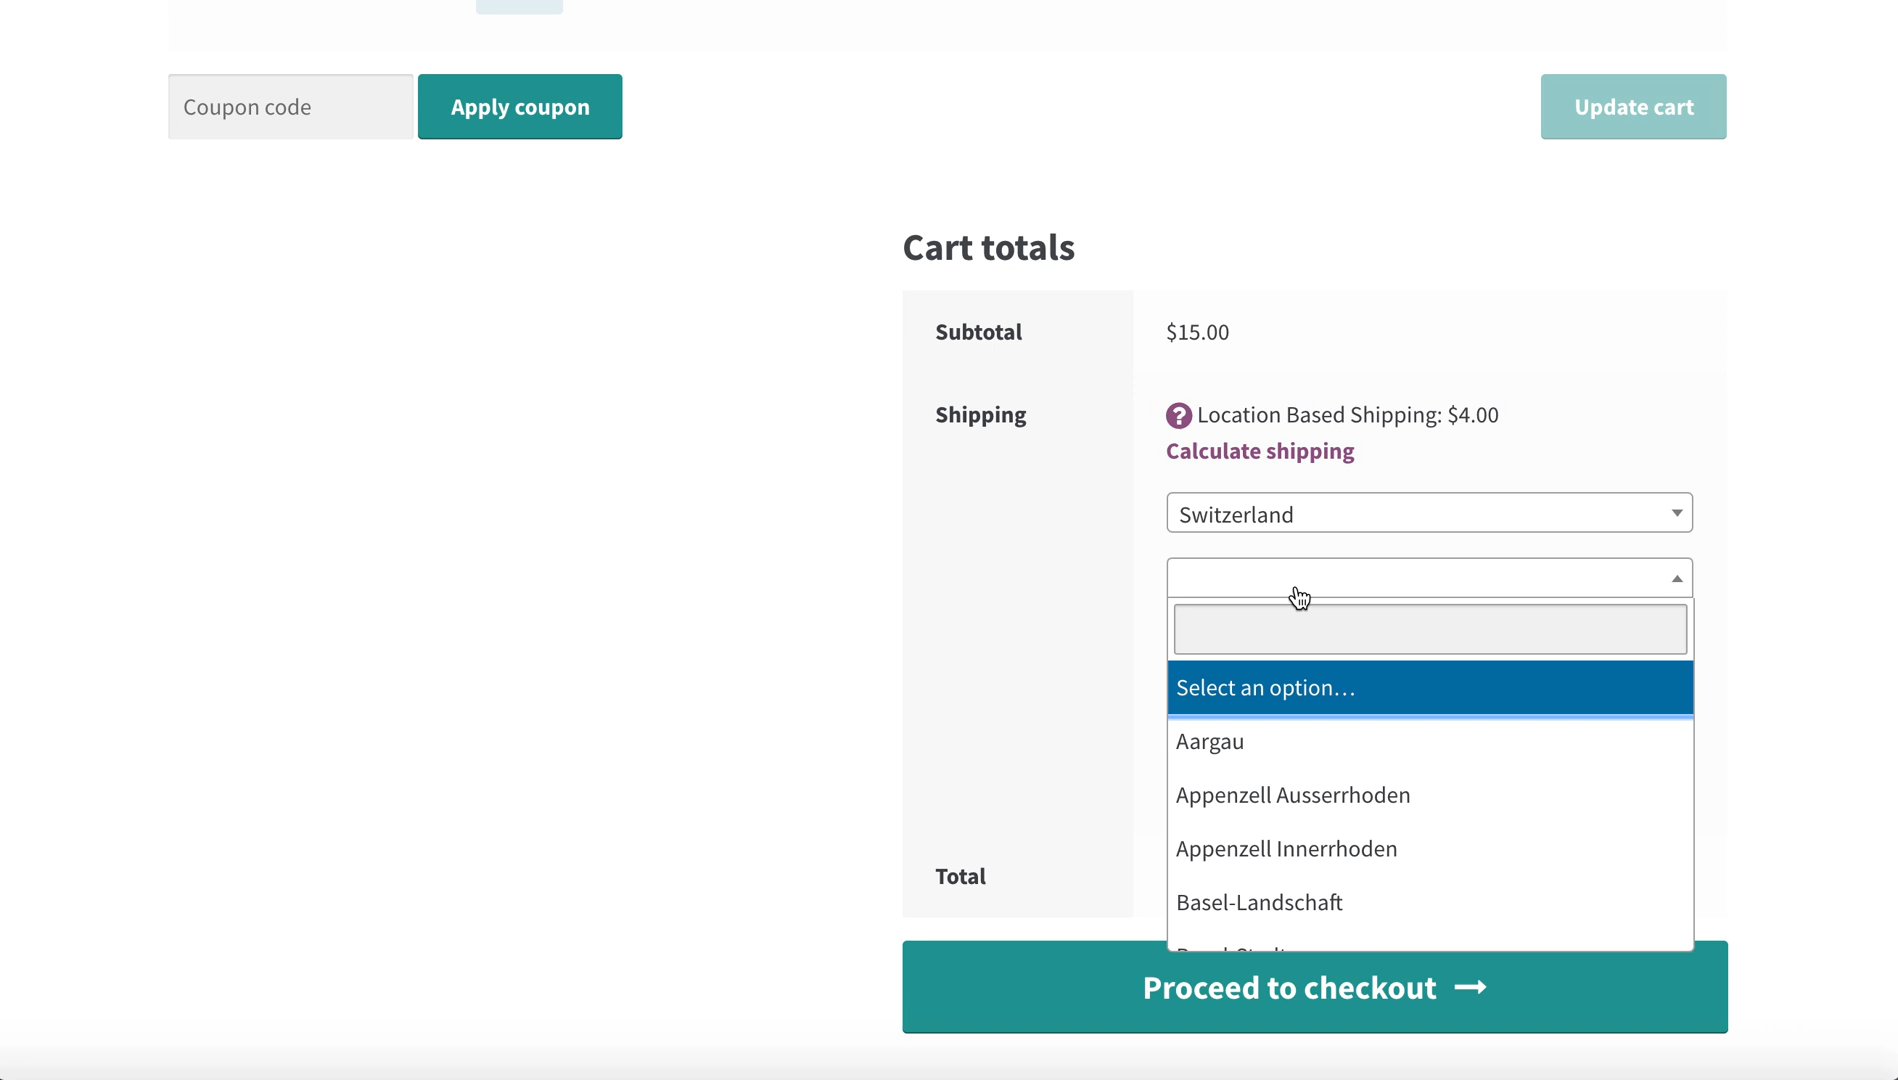 Coupon code
Apply coupon
Update cart
Cart totals
Subtotal
$15.00
Shipping
? Location Based Shipping: $4.00
Calculate shipping
Switzerland
Select an option…
Aargau
Appenzell Ausserrhoden
Appenzell Innerrhoden
Basel-Landschaft
Total
Proceed to checkout →